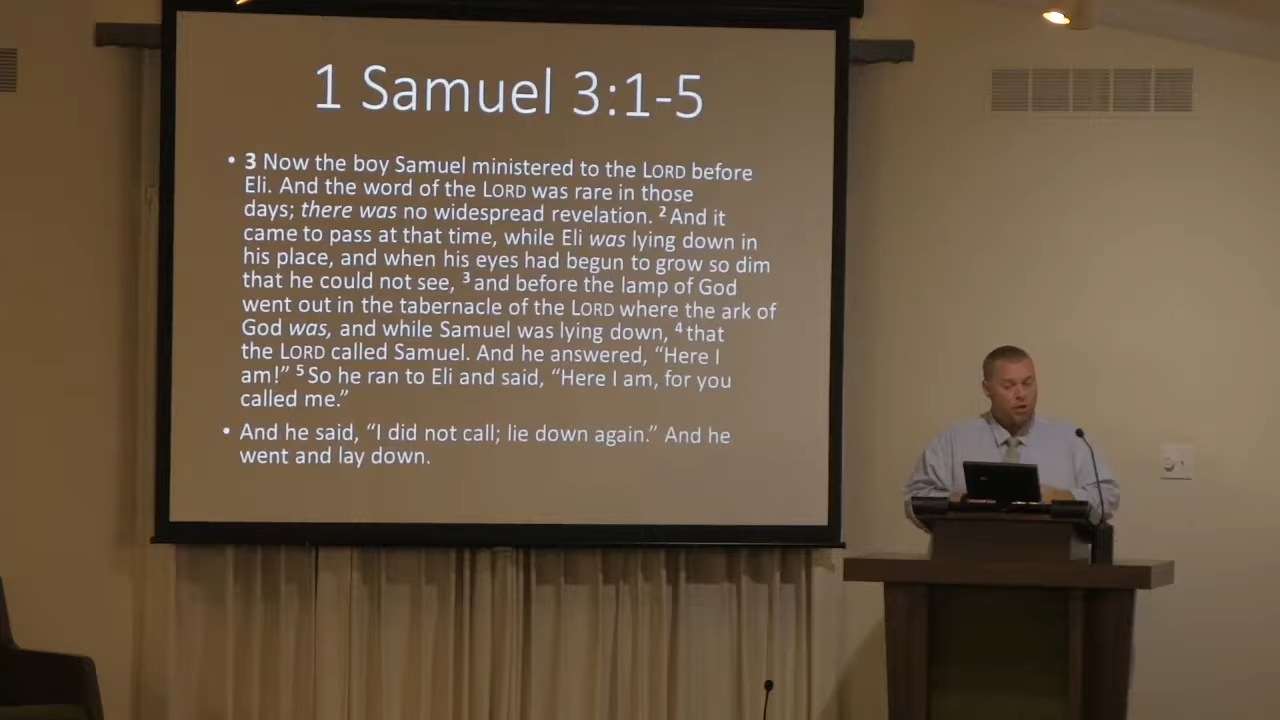 1 Samuel 3:1-5
• 3 Now the boy Samuel ministered to the LORD before
Eli. And the word of the LORD was rare in those
days; there was no widespread revelation. 2 And it
came to pass at that time, while Eli was lying down in
his place, and when his eyes had begun to grow so dim
that he could not see, 3 and before the lamp of God
went out in the tabernacle of the LORD where the ark of
God was, and while Samuel was lying down, 4 that
the LORD called Samuel. And he answered, “Here I
am!” 5 So he ran to Eli and said, “Here I am, for you
called me.”
• And he said, “I did not call; lie down again.” And he
went and lay down.